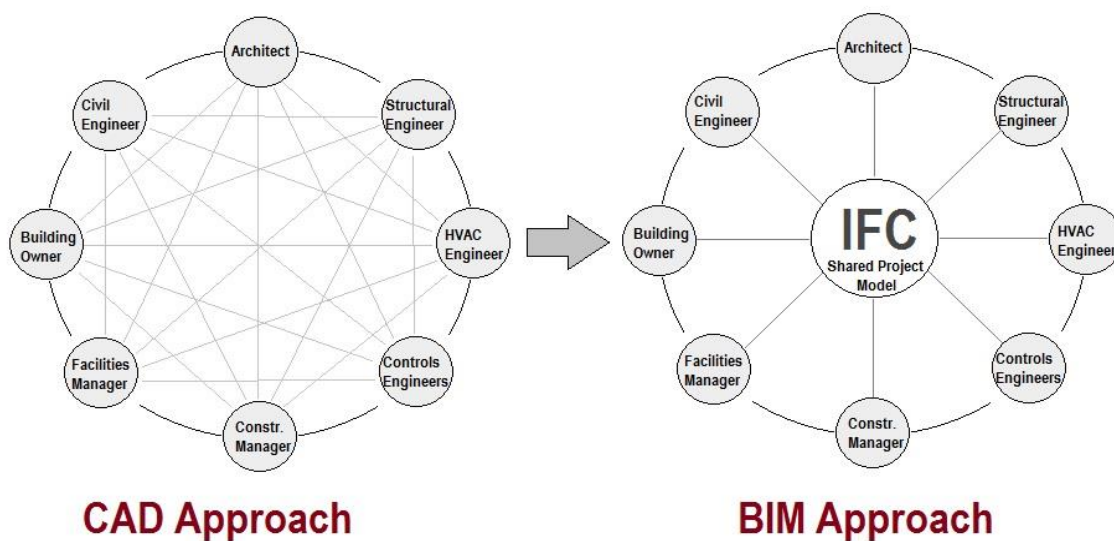 Architect
Civil
Engineer
Structural
Engineer
Building
Owner
HVAC
Engineer
Facilities
Manager
Controls
Engineers
Constr.
Manager
CAD Approach
Architect
Civil
Engineer
Structural
Engineer
Building
Owner
IFC
Shared Project
Model
HVAC
Engineer
Facilities
Manager
Controls
Engineers
Constr.
Manager
BIM Approach